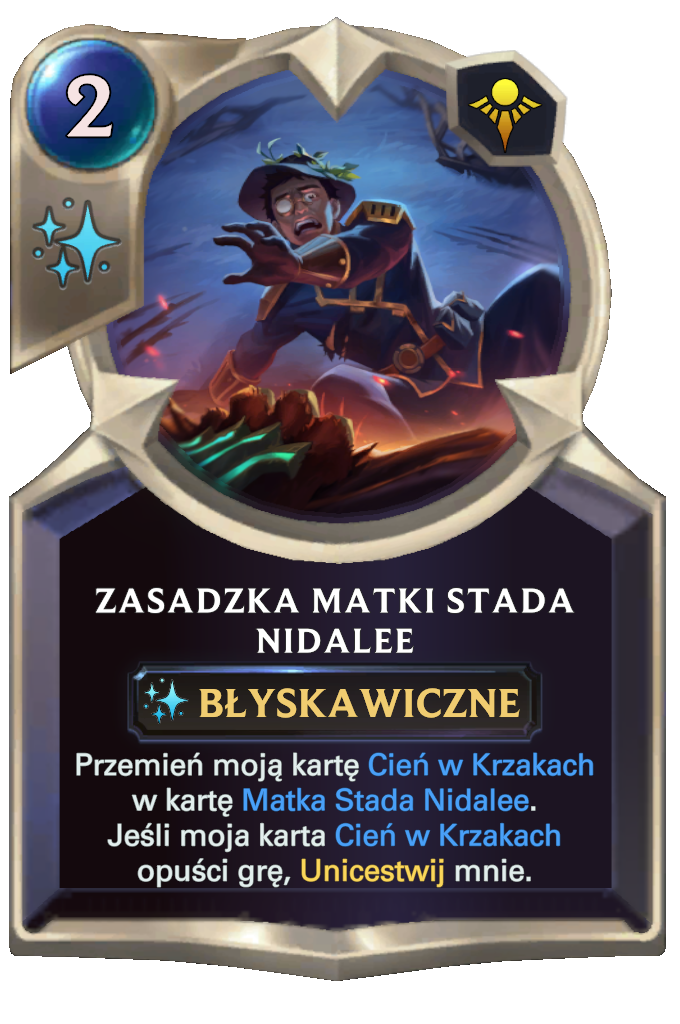 2
ZASADZKA MATKI STADA
NIDALEE
BŁYSKAWICZNE
Przemień moją kartę Cień w Krzakach
w kartę Matka Stada Nidalee.
Jeśli moja karta Cień w Krzakach
opuści grę, Unicestwij mnie.